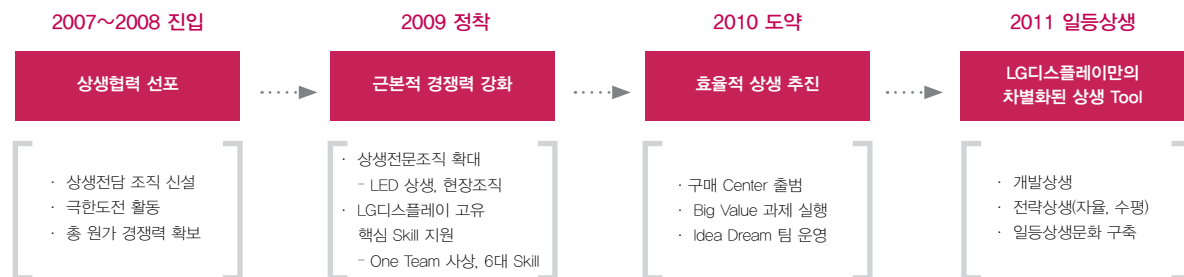 2007~2008 진입
상생협력 선포
· 상생전담 조직 신설
· 극한도전 활동
· 총 원가 경쟁력 확보
2009 정착
근본적 경쟁력 강화
· 상생전문조직 확대
- LED 상생, 현장조직
· LG디스플레이 고유
핵심 Skill 지원
- One Team 사상, 6대 Skill
2010 도약
효율적 상생 추진
· 구매 Center 출범
· Big Value 과제 실행
· Idea Dream 팀 운영
2011 일등상생
LG디스플레이만의
차별화된 상생 Tool
· 개발상생
· 전략상생(자율, 수평)
· 일등상생문화 구축